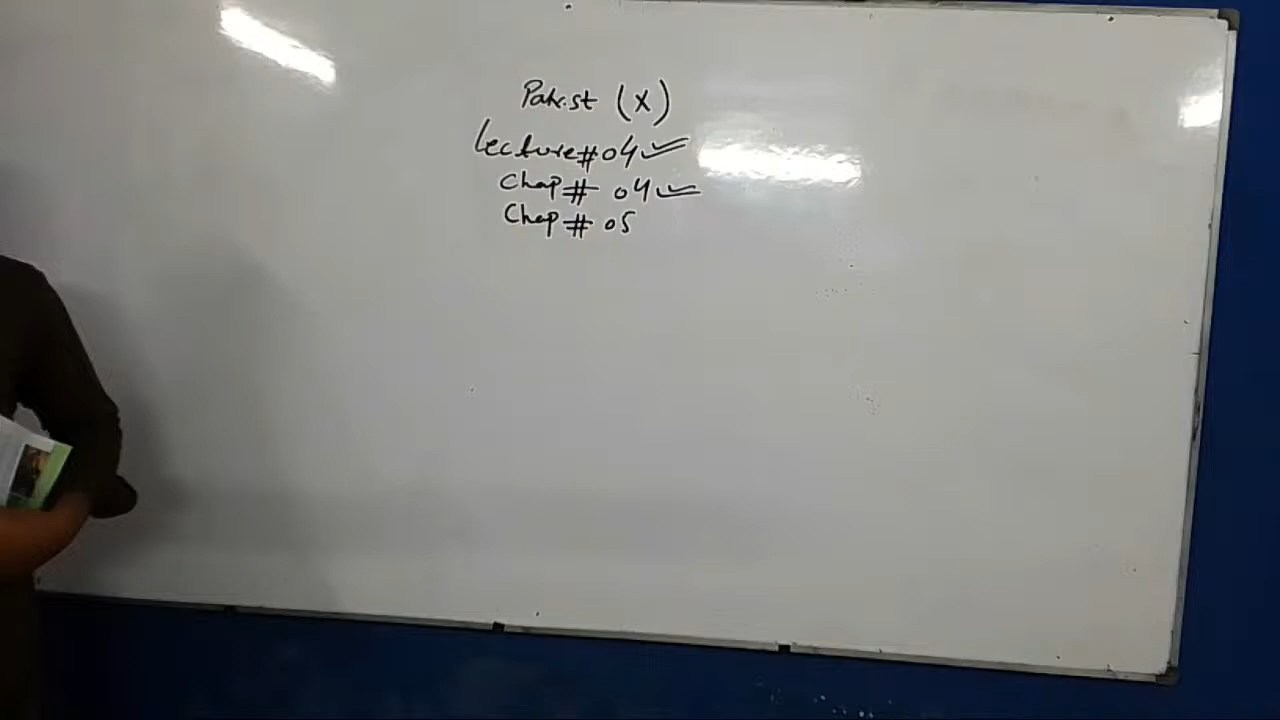 Pak.st (X)
Lecture # 04 ✓
Chap # 04 ✓
Chap # 05